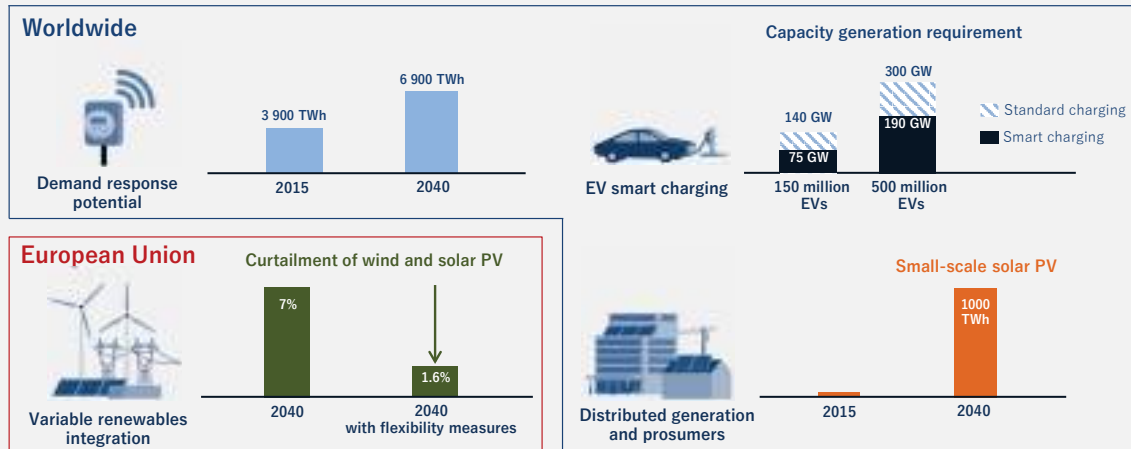 Worldwide
Demand response
potential
3 900 TWh
6 900 TWh
2015
2040
EV smart charging
Capacity generation requirement
140 GW
75 GW
300 GW
190 GW
Standard charging
Smart charging
150 million
EVs
500 million
EVs
European Union
Variable renewables
integration
Curtailment of wind and solar PV
7%
1.6%
2040
2040
with flexibility measures
Distributed generation
and prosumers
Small-scale solar PV
1000
TWh
2015
2040